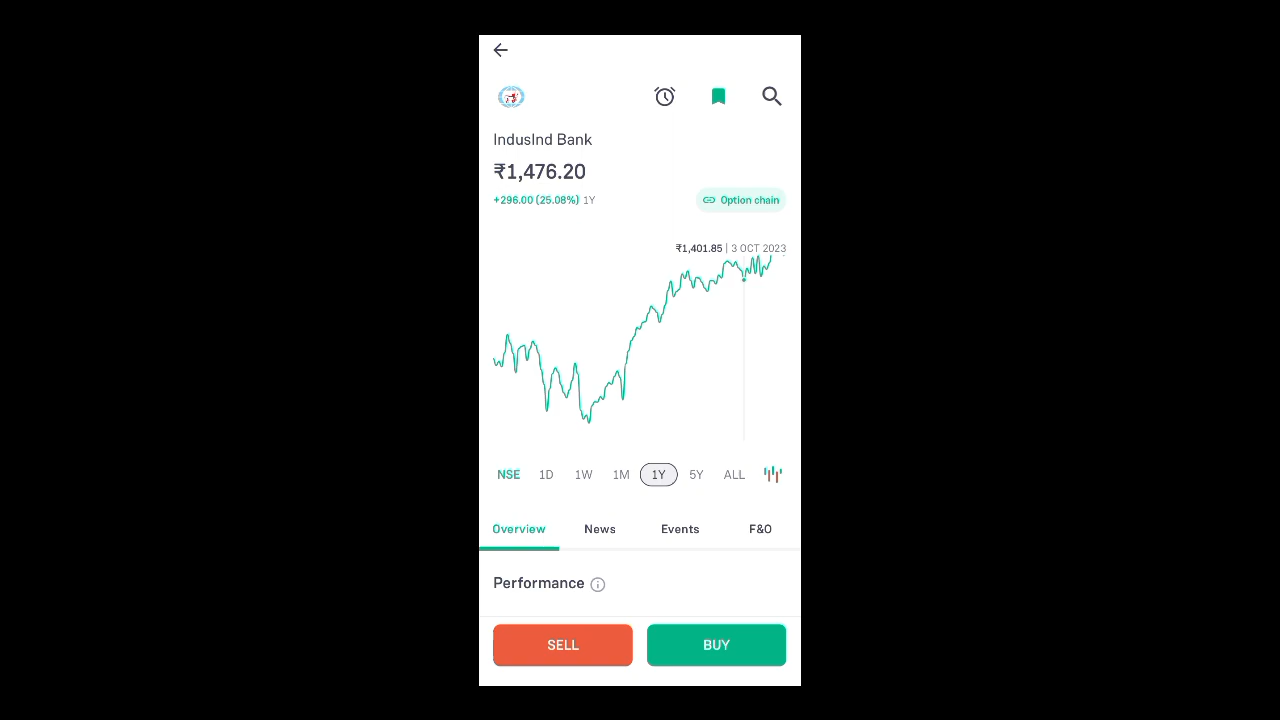 IndusInd Bank
₹1,476.20
+296.00 (25.08%) 1Y
Option chain
₹1,401.85 | 3 OCT 2023
NSE 1D 1W 1M 1Y 5Y ALL
Overview News Events F&O
Performance
SELL BUY